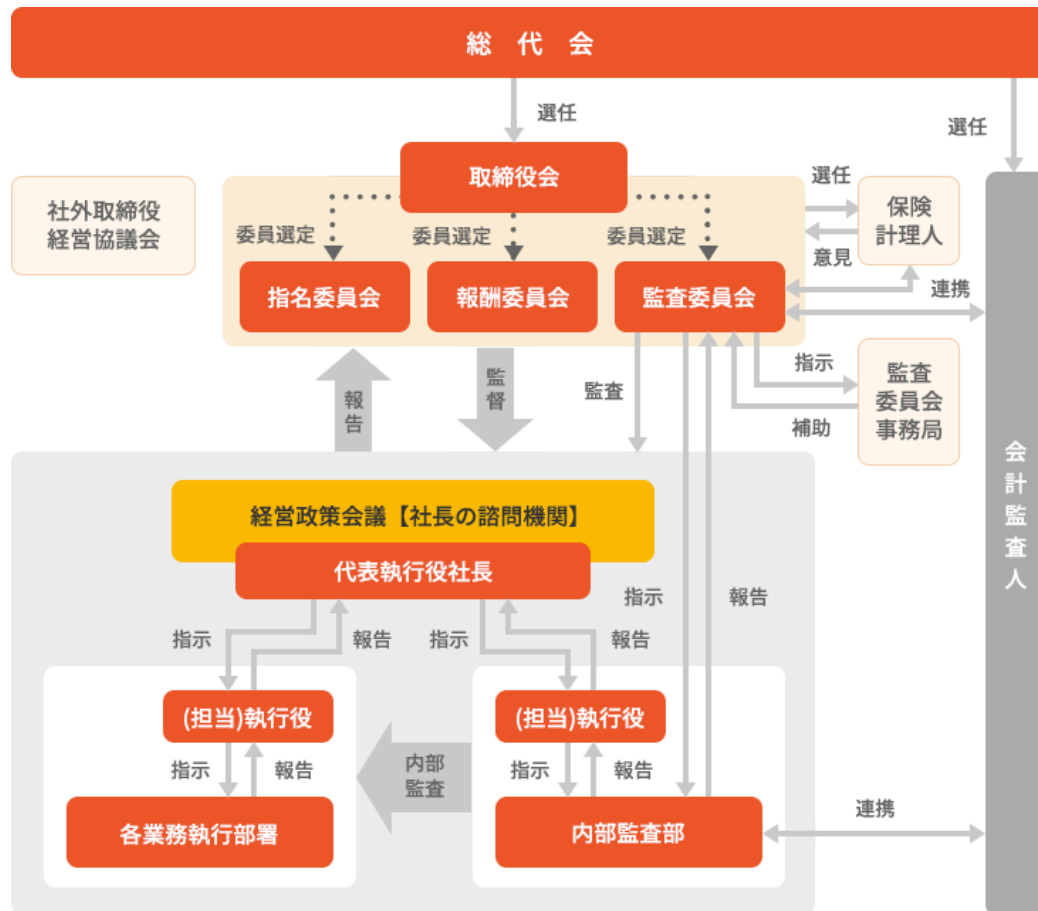 総 代 会
選任
選任
取締役会
社外取締役
経営協議会
選任
保険
計理人
意見
委員選定
委員選定
委員選定
指名委員会
報酬委員会
監査委員会
連携
報告
監督
監査
指示
補助
監査
委員会
事務局
会計監査人
経営政策会議【社長の諮問機関】
代表執行役社長
指示
報告
指示
報告
指示
報告
(担当)執行役
(担当)執行役
指示
報告
内部
監査
指示
報告
各業務執行部署
内部監査部
連携